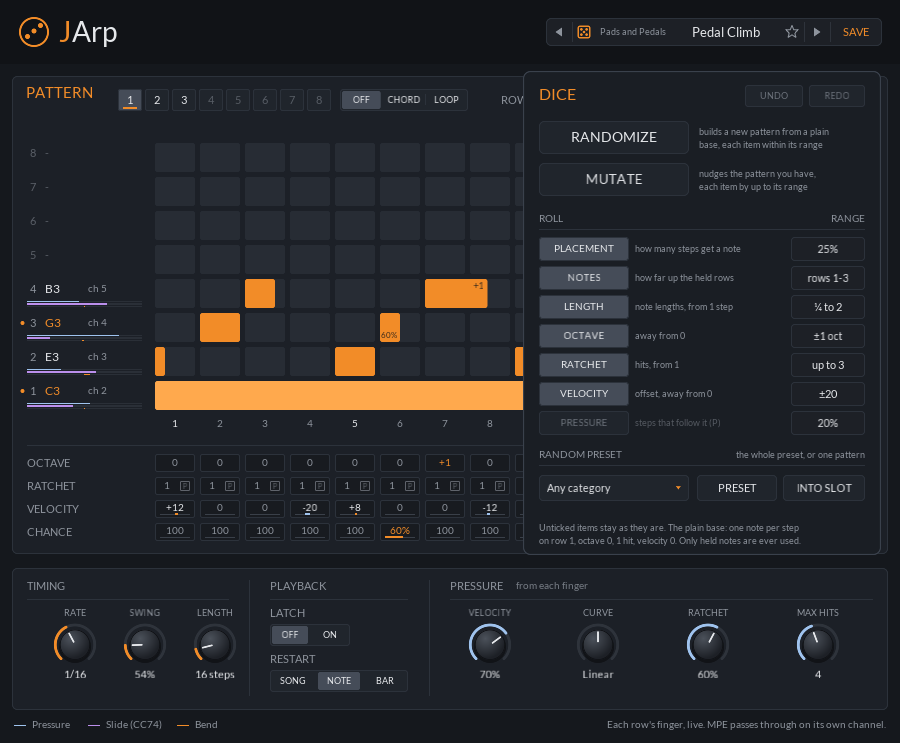 JArp
Pads and Pedals Pedal Climb SAVE
PATTERN 1 2 3 4 5 6 7 8 OFF CHORD LOOP
DICE UNDO REDO
RANDOMIZE builds a new pattern from a plain
base, each item within its range
MUTATE nudges the pattern you have,
each item by up to its range
ROLL RANGE
PLACEMENT how many steps get a note 25%
NOTES how far up the held rows rows 1-3
LENGTH note lengths, from 1 step ¼ to 2
OCTAVE away from 0 ±1 oct
RATCHET hits, from 1 up to 3
VELOCITY offset, away from 0 ±20
PRESSURE steps that follow it (P) 20%
RANDOM PRESET the whole preset, or one pattern
Any category PRESET INTO SLOT
Unticked items stay as they are. The plain base: one note per step
on row 1, octave 0, 1 hit, velocity 0. Only held notes are ever used.
8 -
7 -
6 -
5 -
4 B3 ch 5 +1
3 G3 ch 4 60%
2 E3 ch 3
1 C3 ch 2
1 2 3 4 5 6 7 8
OCTAVE 0 0 0 0 0 0 +1 0
RATCHET 1 P 1 P 1 P 1 P 1 P 1 P 1 P 1 P
VELOCITY +12 0 0 -20 +8 0 0 -12
CHANCE 100 100 100 100 100 60% 100 100
TIMING
RATE SWING LENGTH
1/16 54% 16 steps
PLAYBACK
LATCH
OFF ON
RESTART
SONG NOTE BAR
PRESSURE from each finger
VELOCITY CURVE RATCHET MAX HITS
70% Linear 60% 4
Pressure Slide (CC74) Bend
Each row's finger, live. MPE passes through on its own channel.